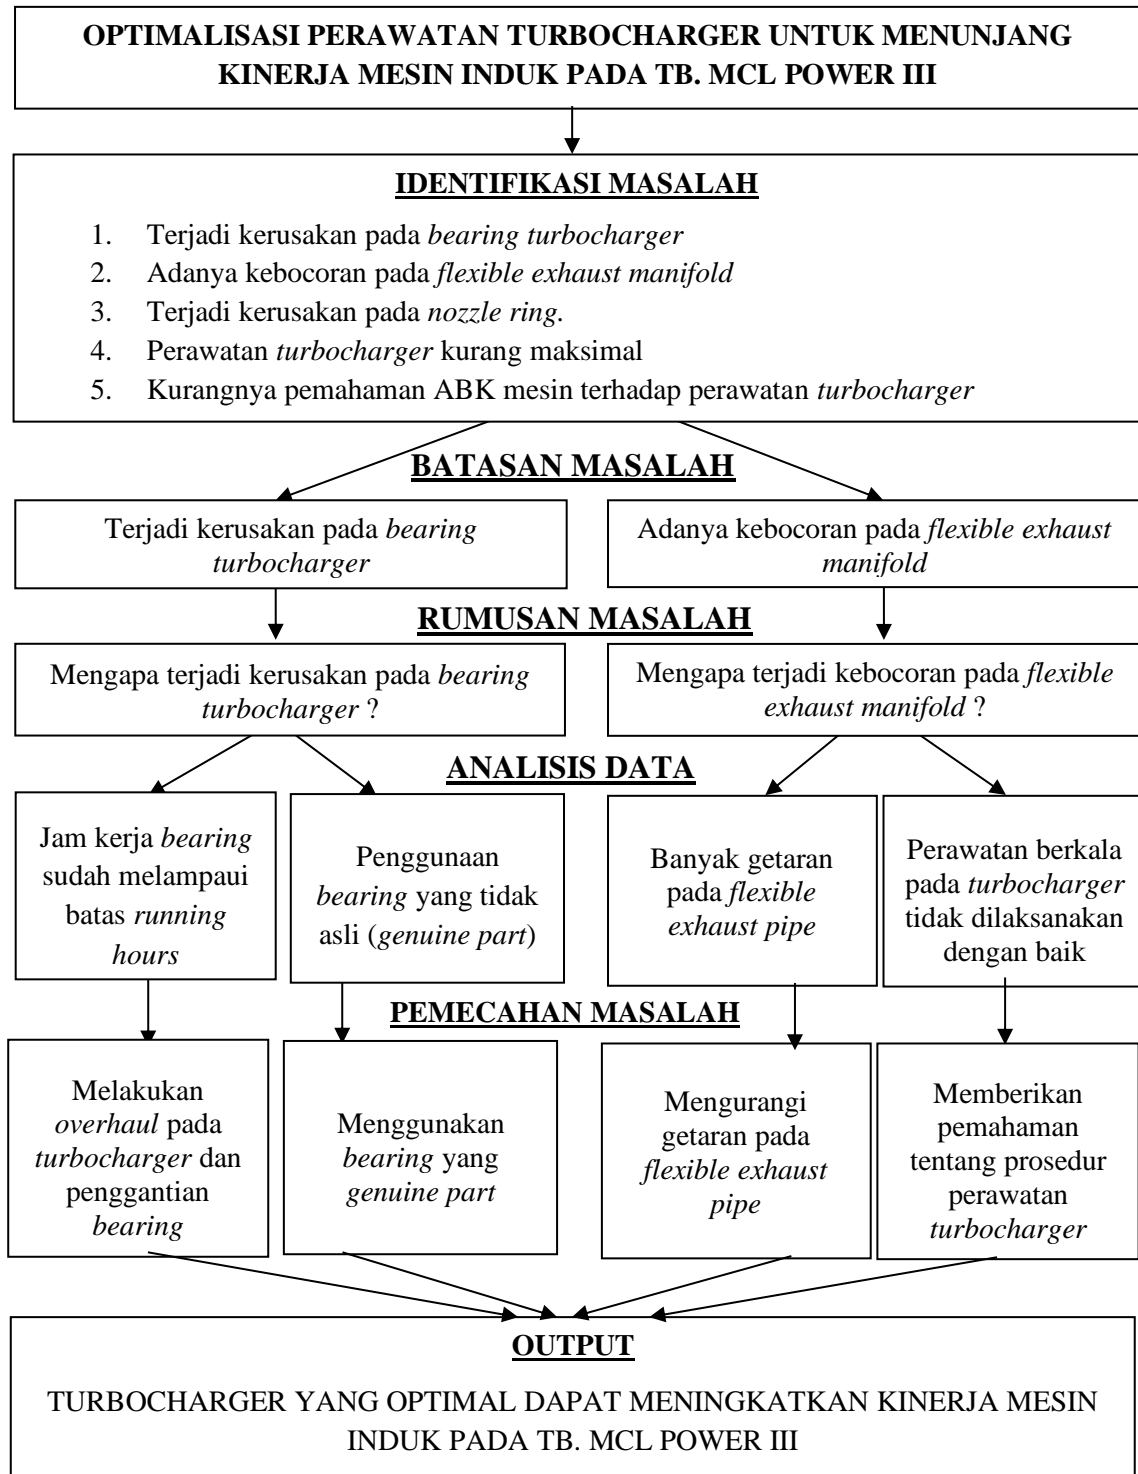 OPTIMALISASI PERAWATAN TURBOCHARGER UNTUK MENUNJANG
KINERJA MESIN INDUK PADA TB. MCL POWER III
IDENTIFIKASI MASALAH
1. Terjadi kerusakan pada bearing turbocharger
2. Adanya kebocoran pada flexible exhaust manifold
3. Terjadi kerusakan pada nozzle ring.
4. Perawatan turbocharger kurang maksimal
5. Kurangnya pemahaman ABK mesin terhadap perawatan turbocharger
BATASAN MASALAH
Terjadi kerusakan pada bearing
turbocharger
Adanya kebocoran pada flexible exhaust
manifold
RUMUSAN MASALAH
Mengapa terjadi kerusakan pada bearing
turbocharger ?
Mengapa terjadi kebocoran pada flexible
exhaust manifold ?
ANALISIS DATA
Jam kerja bearing
sudah melampaui
batas running
hours
Penggunaan
bearing yang tidak
asli (genuine part)
Banyak getaran
pada flexible
exhaust pipe
Perawatan berkala
pada turbocharger
tidak dilaksanakan
dengan baik
PEMECAHAN MASALAH
Melakukan
overhaul pada
turbocharger dan
penggantian
bearing
Menggunakan
bearing yang
genuine part
Mengurangi
getaran pada
flexible exhaust
pipe
Memberikan
pemahaman
tentang prosedur
perawatan
turbocharger
OUTPUT
TURBOCHARGER YANG OPTIMAL DAPAT MENINGKATKAN KINERJA MESIN
INDUK PADA TB. MCL POWER III